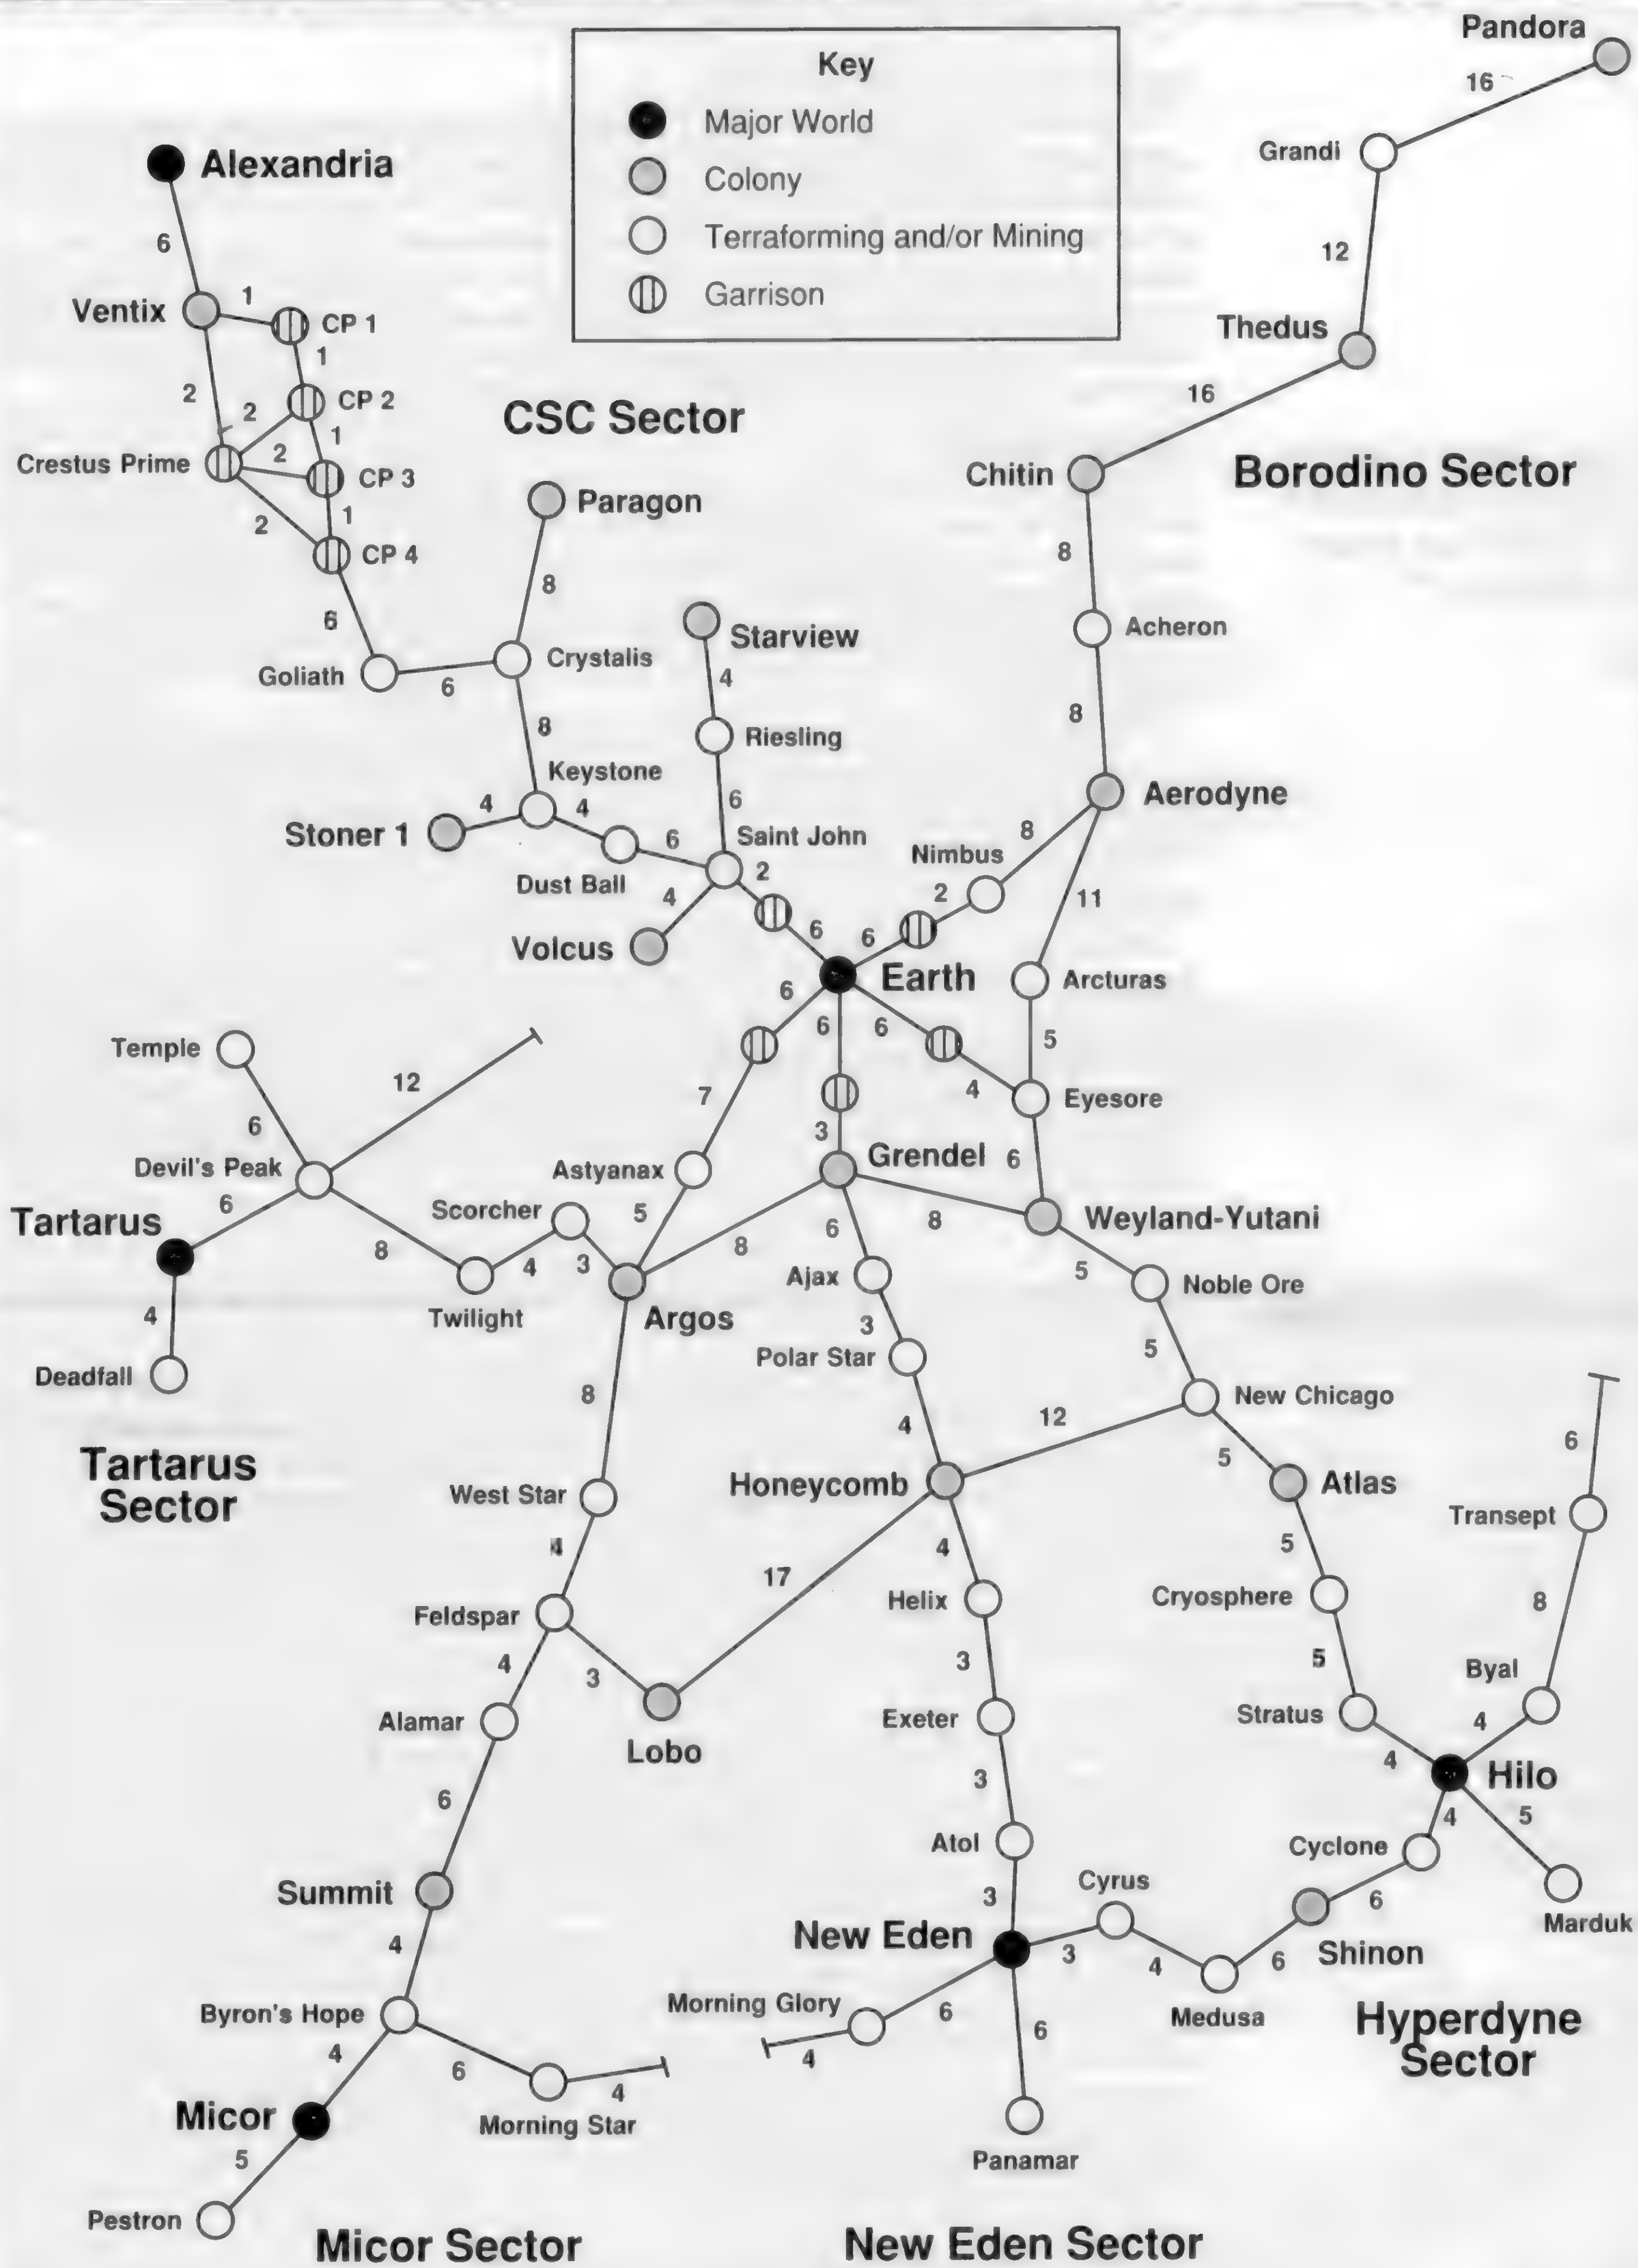 Pandora
16
Key
Major World
Colony
Terraforming and/or Mining
Garrison
Grandi
12
Thedus
16
Alexandria
6
Ventix
1
CP 1
1
2
2
CP 2
1
Crestus Prime
2
CP 3
1
2
CP 4
6
CSC Sector
Chitin
Borodino Sector
Paragon
8
8
Starview
Acheron
Goliath
6
Crystalis
4
8
8
Riesling
Keystone
4
4
6
Stoner 1
6
Saint John
Aerodyne
Dust Ball
2
4
Nimbus
8
2
11
Volcus
6
6
Earth
Arcturas
6
6
6
5
Temple
12
6
7
4
Eyesore
3
Devil's Peak
Astyanax
Grendel
6
6
Scorcher
5
Tartarus
8
4
3
8
6
8
Weyland-Yutani
Ajax
5
Noble Ore
4
Twilight
Argos
3
5
Deadfall
Polar Star
8
New Chicago
4
12
6
Tartarus
Sector
5
West Star
Honeycomb
Atlas
Transept
4
4
5
17
Helix
Cryosphere
8
Feldspar
4
3
3
5
Byal
Alamar
Exeter
Stratus
4
Lobo
4
Hilo
6
3
4
5
Atol
Cyclone
Summit
3
Cyrus
6
4
New Eden
3
4
6
Shinon
Marduk
Byron's Hope
Morning Glory
6
Medusa
Hyperdyne
Sector
4
6
4
6
4
Micor
Morning Star
5
Panamar
Pestron
Micor Sector
New Eden Sector